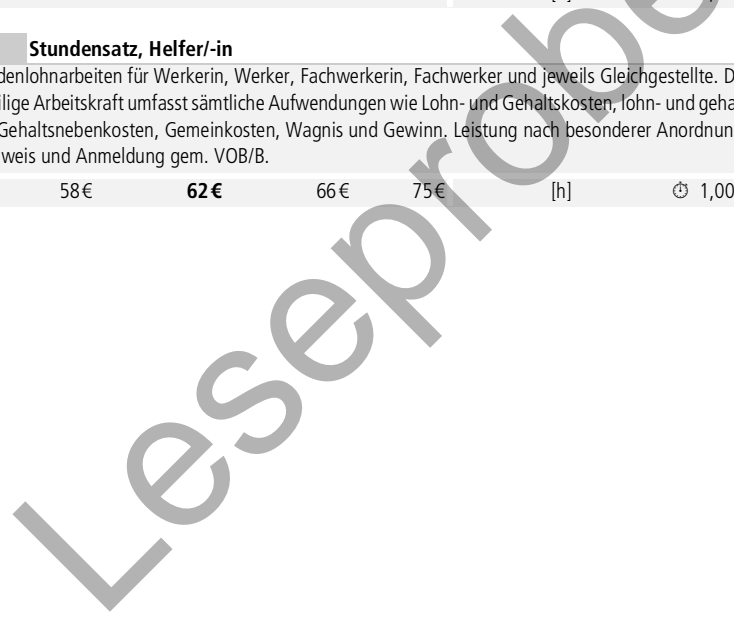 Stundensatz, Helfer/-in
denlohnarbeiten für Werkerin, Werker, Fachwerkerin, Fachwerker und jeweils Gleichgestellte. D
ilige Arbeitskraft umfasst sämtliche Aufwendungen wie Lohn- und Gehaltskosten, lohn- und geha
Gehaltsnebenkosten, Gemeinkosten, Wagnis und Gewinn. Leistung nach besonderer Anordnun
weis und Anmeldung gem. VOB/B.
58 € 62 € 66 € 75 € [h] ⏱ 1,00
Leseprobe